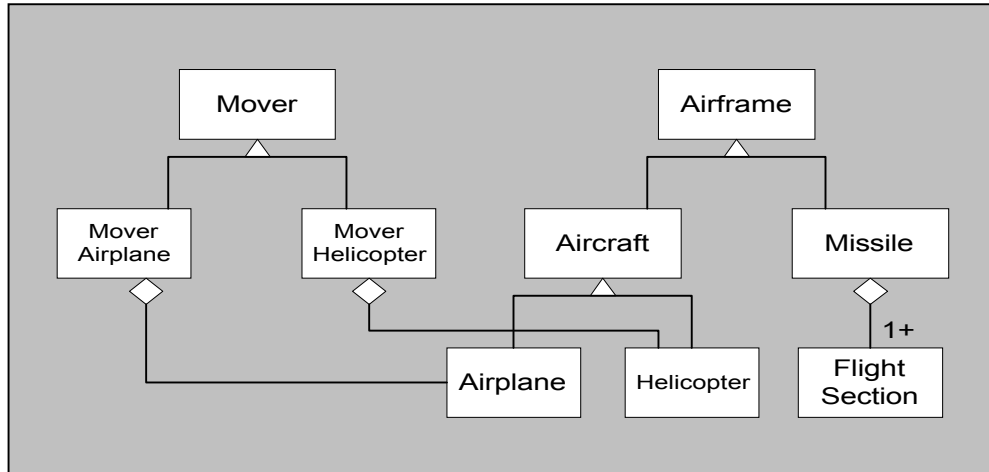 Mover
Airframe
Mover
Airplane
Mover
Helicopter
Aircraft
Missile
1+
Airplane
Helicopter
Flight
Section